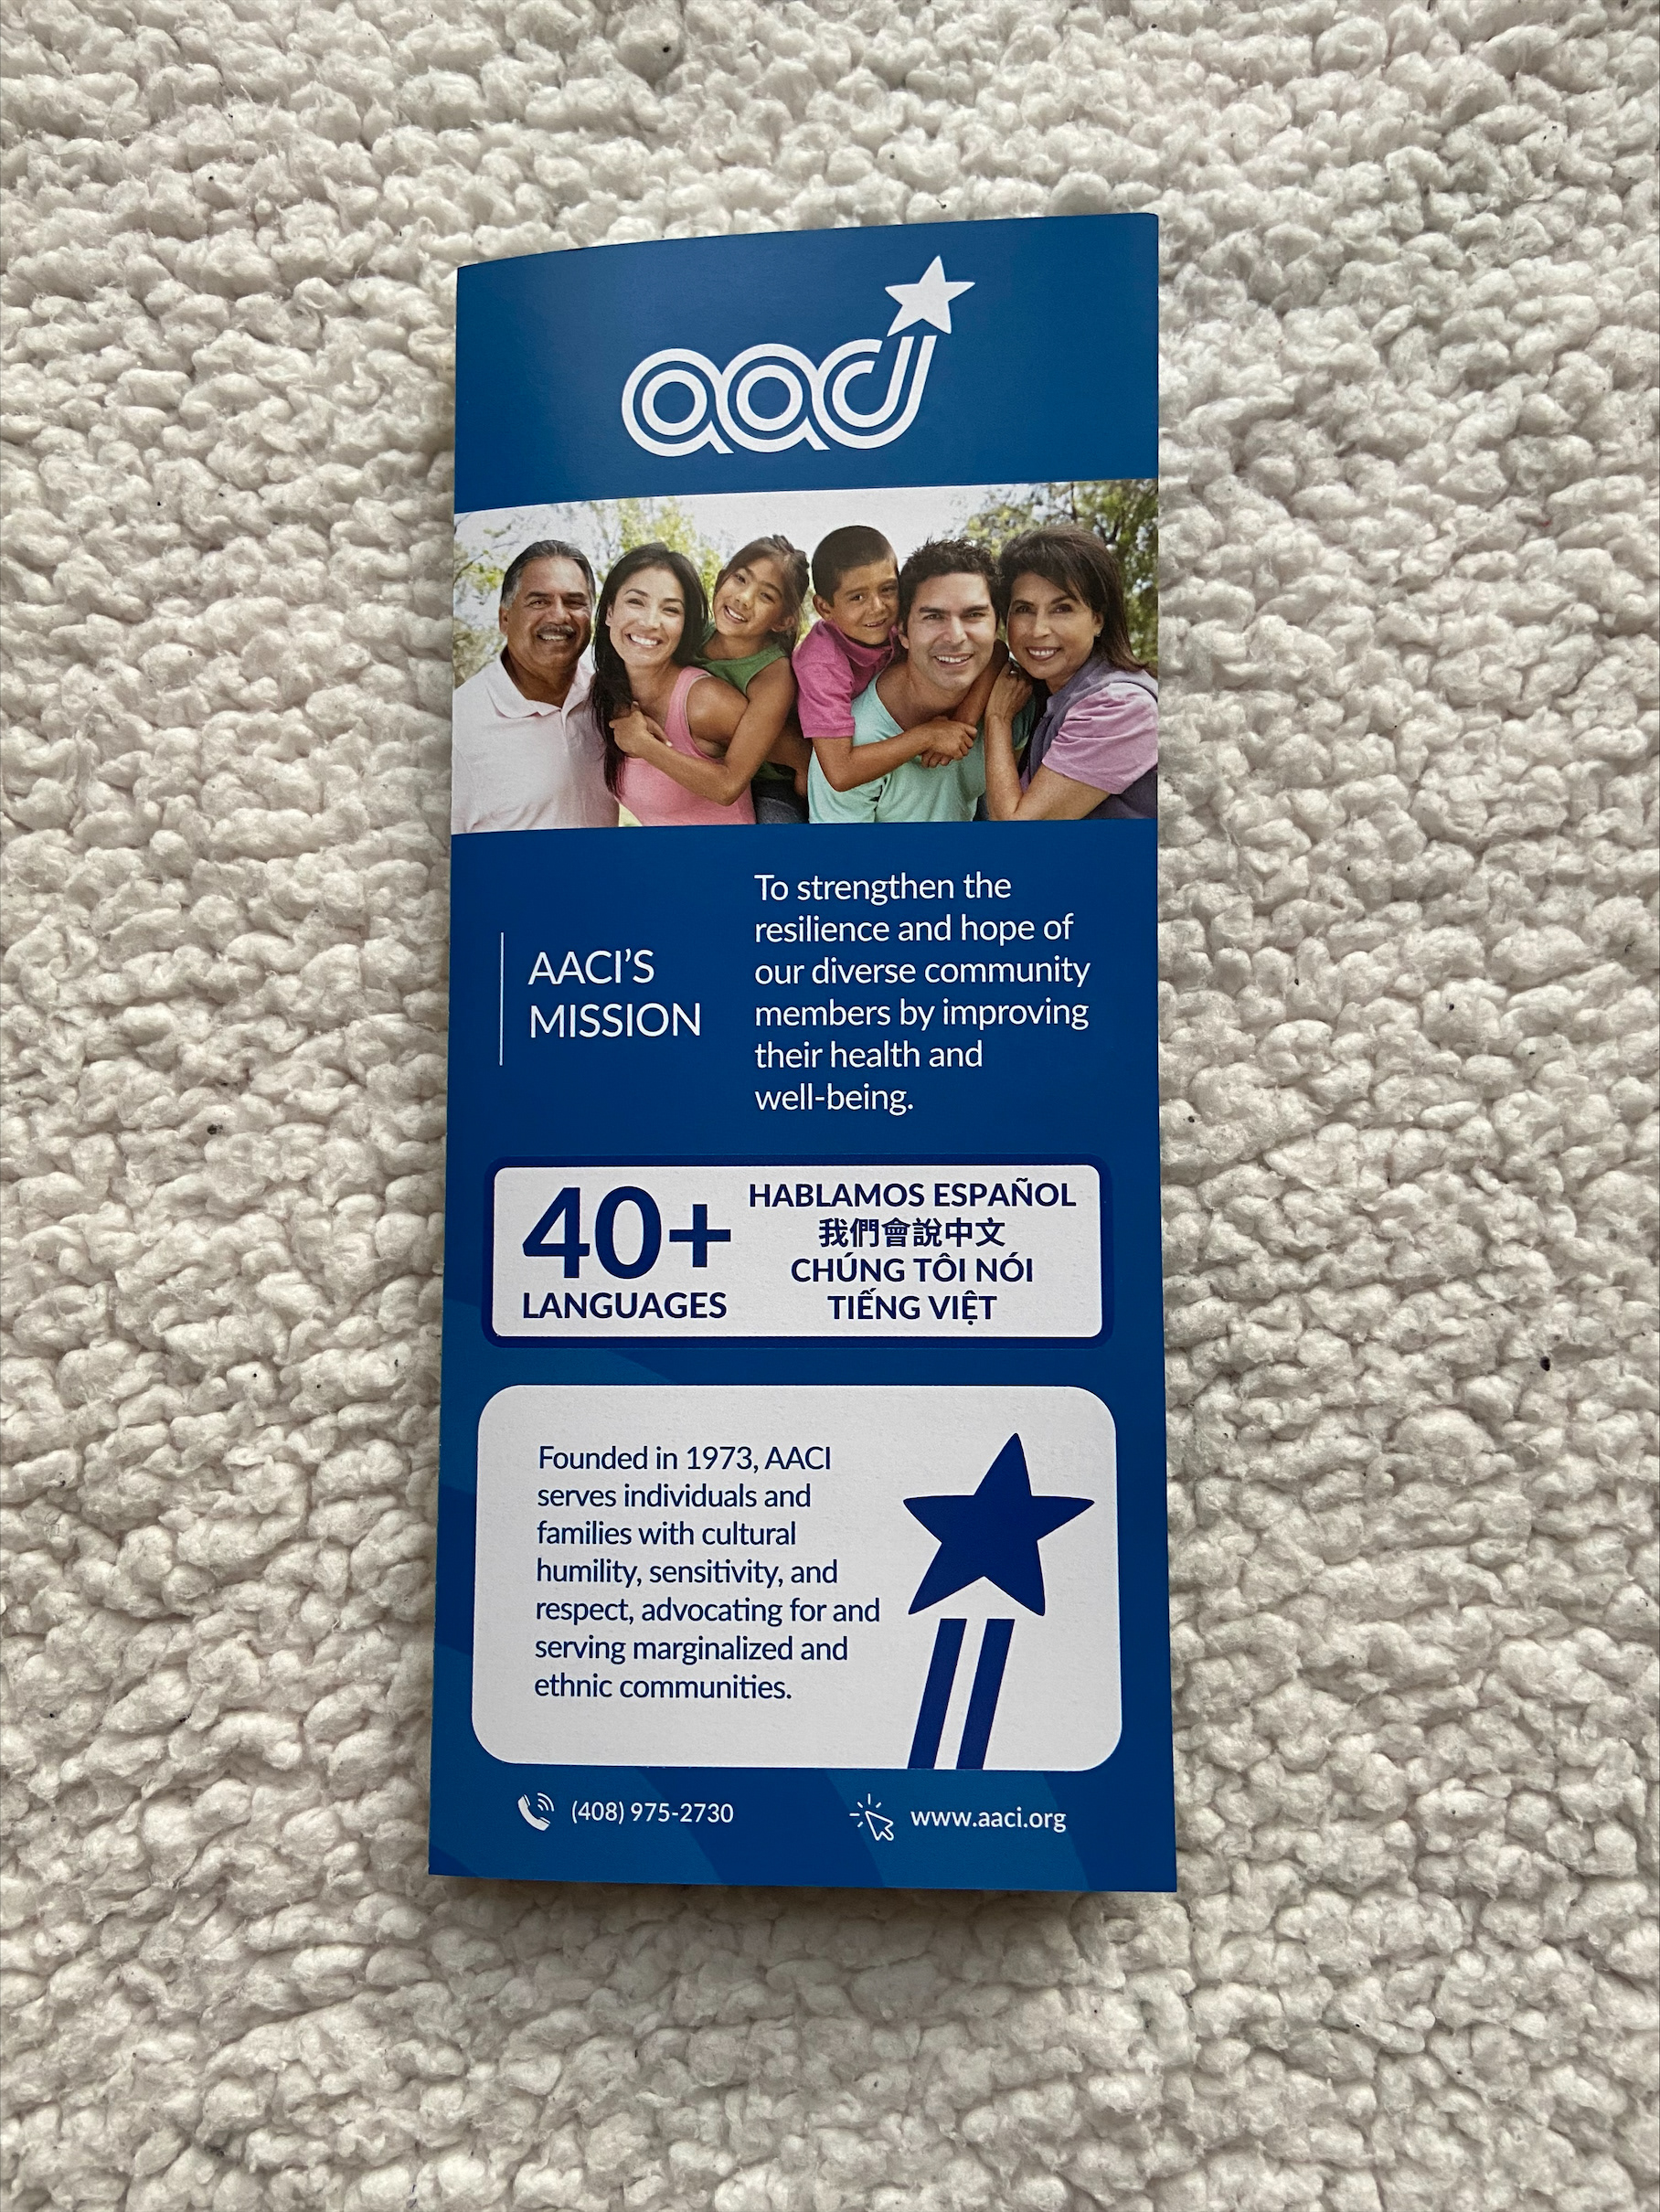 aaci
AACI'S
MISSION
To strengthen the
resilience and hope of
our diverse community
members by improving
their health and
well-being.
40+
LANGUAGES
HABLAMOS ESPAÑOL
我們會說中文
CHÚNG TÔI NÓI
TIẾNG VIỆT
Founded in 1973, AACI
serves individuals and
families with cultural
humility, sensitivity, and
respect, advocating for and
serving marginalized and
ethnic communities.
(408) 975-2730
www.aaci.org